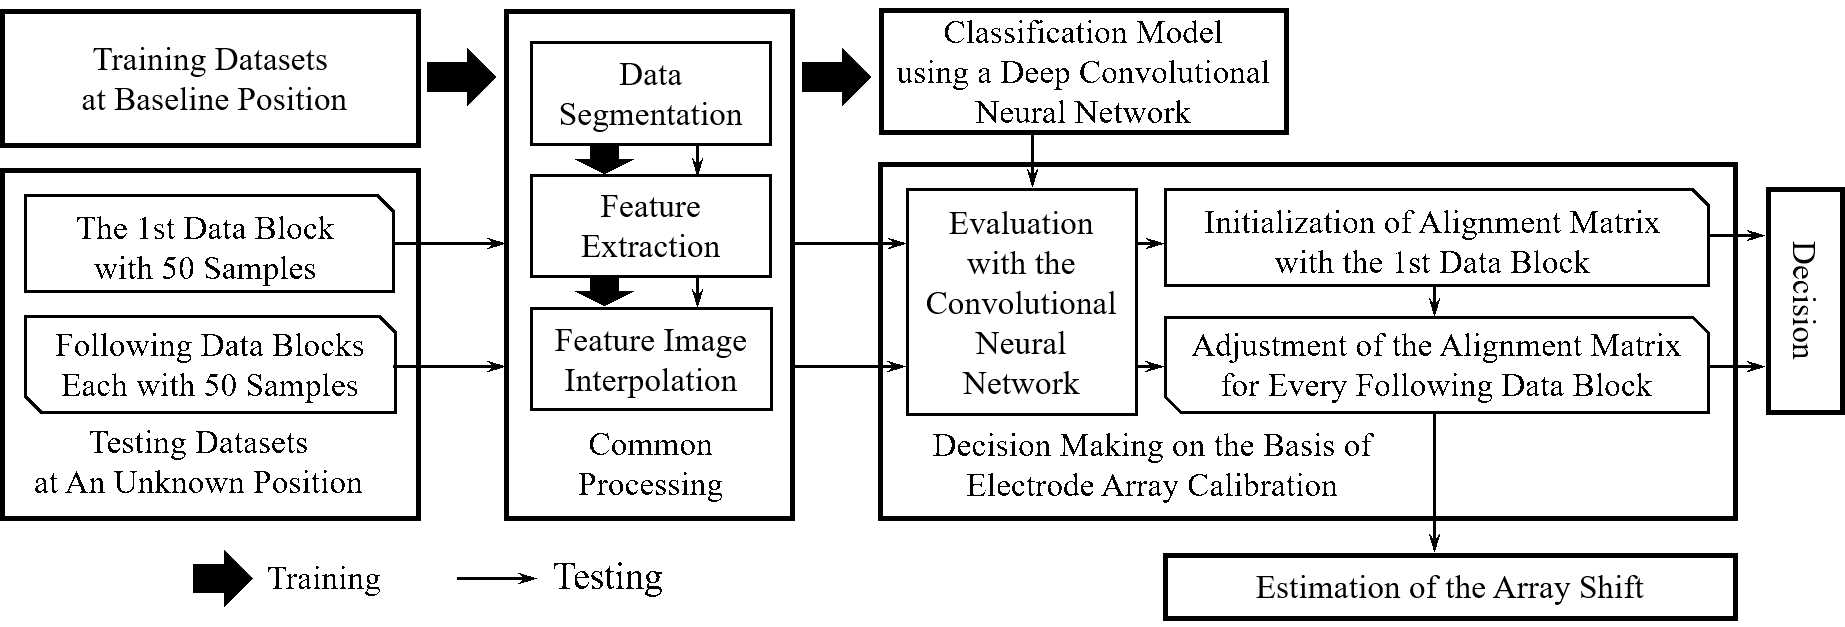 Training Datasets
at Baseline Position
The 1st Data Block
with 50 Samples
Following Data Blocks
Each with 50 Samples
Testing Datasets
at An Unknown Position
Data
Segmentation
Feature
Extraction
Feature Image
Interpolation
Common
Processing
Classification Model
using a Deep Convolutional
Neural Network
Evaluation
with the
Convolutional
Neural
Network
Initialization of Alignment Matrix
with the 1st Data Block
Adjustment of the Alignment Matrix
for Every Following Data Block
Decision Making on the Basis of
Electrode Array Calibration
Decision
Estimation of the Array Shift
Training
Testing